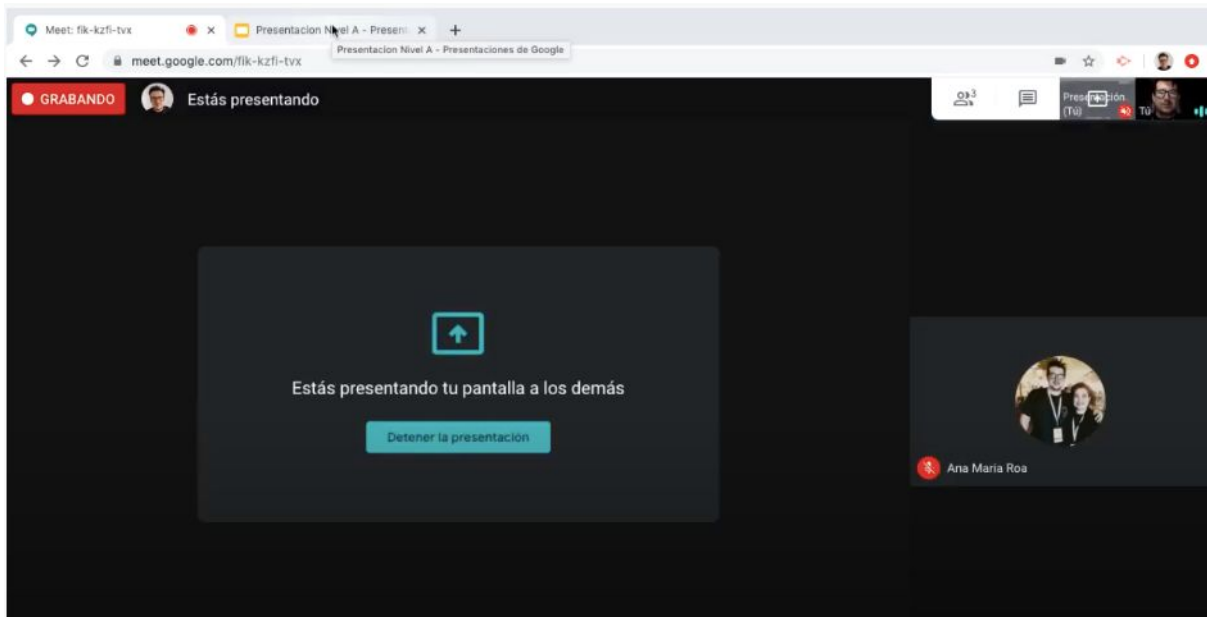 Meet: fik-kzfi-tvx
Presentacion Nivel A - Present
Presentacion Nivel A - Presentaciones de Google
meet.google.com/fik-kzfi-tvx
GRABANDO
Estás presentando
3
Presentación
(Tú)
Tú
Estás presentando tu pantalla a los demás
Detener la presentación
Ana Maria Roa